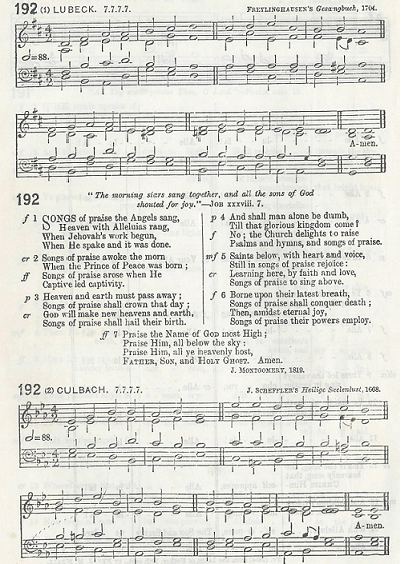 192 (1) LUBECK. 7.7.7.7. FREYLINGHAUSEN'S Gesangbuch, 1704.
𝅗𝅥=88.
A-men.
192
"The morning stars sang together, and all the sons of God
shouted for joy."—JOB xxxviii. 7.
f 1 SONGS of praise the Angels sang,
Heaven with Alleluias rang,
When Jehovah's work begun,
When He spake and it was done.
cr 2 Songs of praise awoke the morn
When the Prince of Peace was born;
ff Songs of praise arose when He
Captive led captivity.
p 3 Heaven and earth must pass away;
Songs of praise shall crown that day;
cr God will make new heavens and earth,
Songs of praise shall hail their birth.
p 4 And shall man alone be dumb,
Till that glorious kingdom come?
f No; the Church delights to raise
Psalms and hymns, and songs of praise.
mf 5 Saints below, with heart and voice,
Still in songs of praise rejoice:
cr Learning here, by faith and love,
Songs of praise to sing above.
p 6 Borne upon their latest breath,
f Songs of praise shall conquer death;
Then, amidst eternal joy,
Songs of praise their powers employ.
ff 7 Praise the Name of GOD most High;
Praise Him, all below the sky:
Praise Him, all ye heavenly host,
FATHER, SON, and HOLY GHOST. Amen.
J. MONTGOMERY, 1819.
192 (2) CULBACH. 7.7.7.7. J. SCHEFFLER'S Heilige Seelenlust, 1668.
𝅗𝅥=88.
A-men.